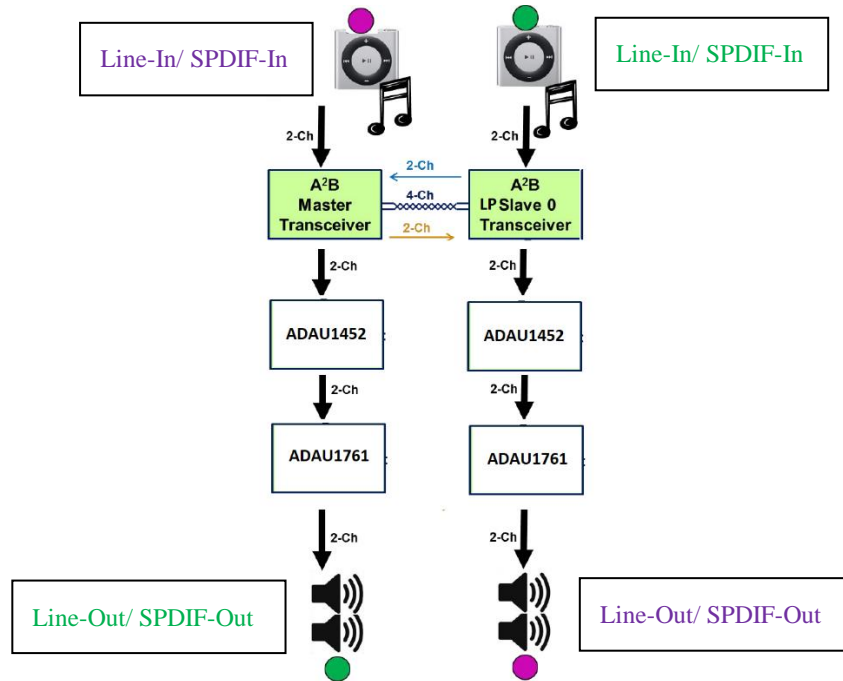 Line-In/ SPDIF-In
Line-In/ SPDIF-In
2-Ch
2-Ch
A²B
Master
Transceiver
2-Ch
4-Ch
2-Ch
A²B
LP Slave 0
Transceiver
2-Ch
2-Ch
ADAU1452
ADAU1452
2-Ch
2-Ch
ADAU1761
ADAU1761
2-Ch
2-Ch
Line-Out/ SPDIF-Out
Line-Out/ SPDIF-Out